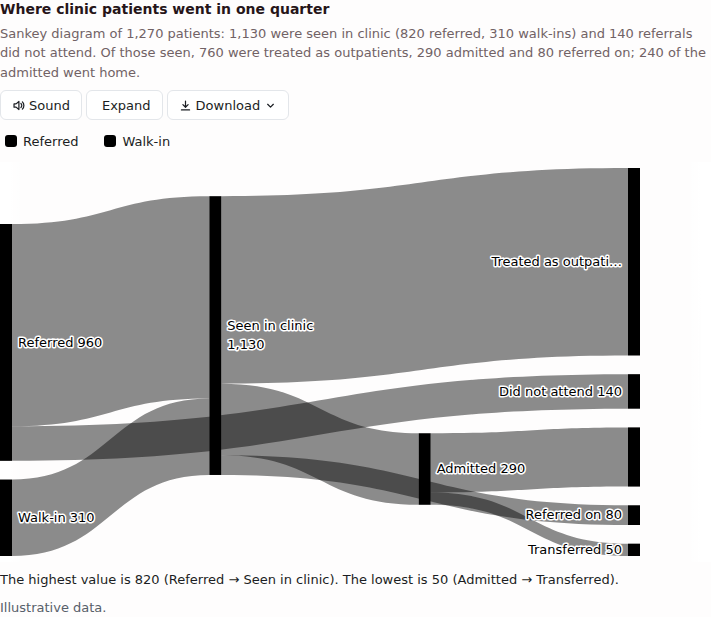 Where clinic patients went in one quarter
Sankey diagram of 1,270 patients: 1,130 were seen in clinic (820 referred, 310 walk-ins) and 140 referrals
did not attend. Of those seen, 760 were treated as outpatients, 290 admitted and 80 referred on; 240 of the
admitted went home.
Sound
Expand
Download
Referred
Walk-in
Treated as outpati...
Seen in clinic
1,130
Referred 960
Did not attend 140
Admitted 290
Walk-in 310
Referred on 80
Transferred 50
The highest value is 820 (Referred → Seen in clinic). The lowest is 50 (Admitted → Transferred).
Illustrative data.